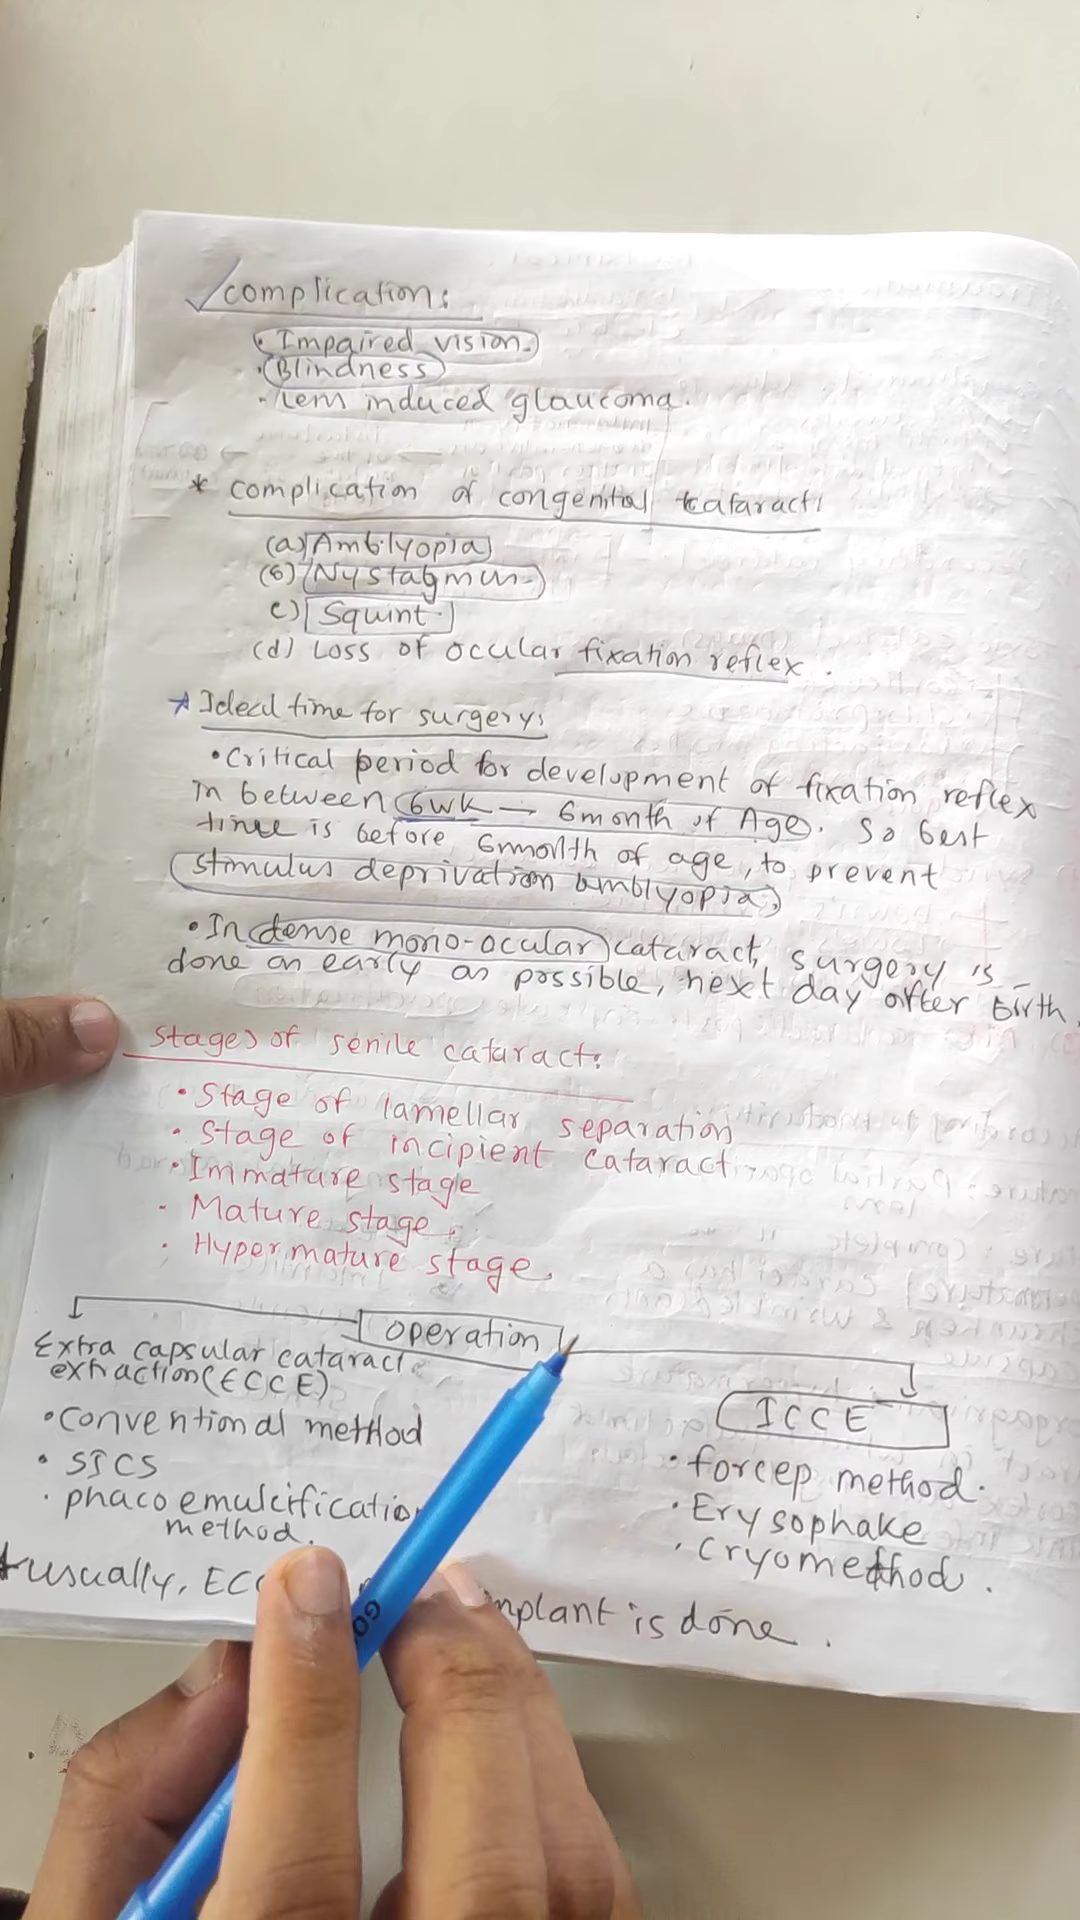 complication:
• Impaired vision.
• Blindness
• lens induced glaucoma.
* complication of congenital cataract:
(a) Amblyopia
(b) Nystagmus
c) Squint
(d) Loss of ocular fixation reflex.
* Ideal time for surgery:
• Critical period for development of fixation reflex
in between 6wk — 6month of Age. So best
time is before 6month of age, to prevent
stimulus deprivation amblyopia.
• In dense mono-ocular cataract, surgery is
done as early as possible, next day after birth.
Stages of senile cataract:
• Stage of lamellar separation
• Stage of incipient cataract
• Immature stage
• Mature stage.
• Hypermature stage.
operation
Extra capsular cataract
extraction (ECCE)
• conventional method
• SICS
• phacoemulcification
method.
ICCE
• forcep method.
• Erysophake
• cryomethod.
* usually, is done.
GO